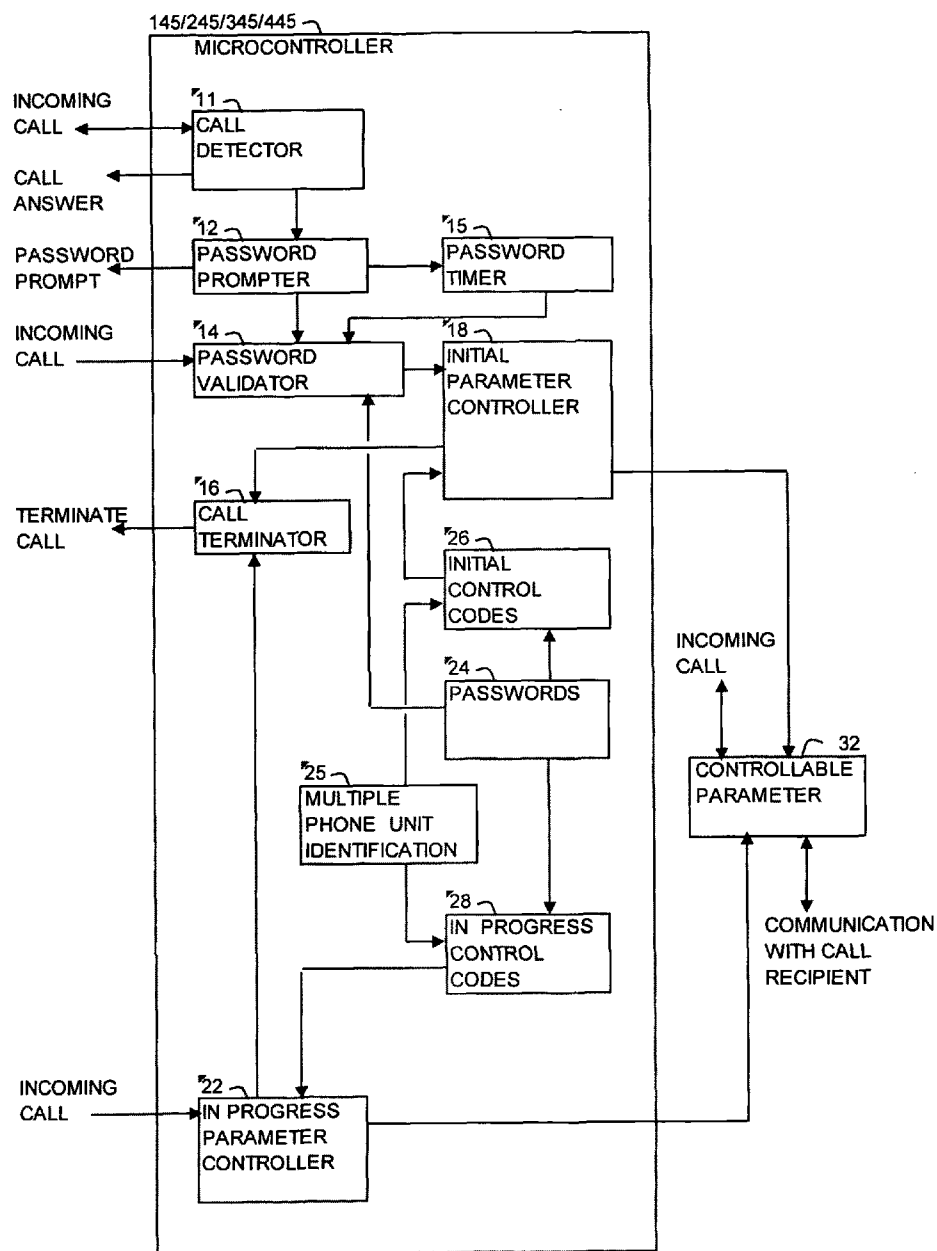 145/245/345/445
MICROCONTROLLER
INCOMING
CALL
11
CALL
DETECTOR
CALL
ANSWER
12
PASSWORD
PROMPTER
15
PASSWORD
TIMER
PASSWORD
PROMPT
INCOMING
CALL
14
PASSWORD
VALIDATOR
18
INITIAL
PARAMETER
CONTROLLER
16
CALL
TERMINATOR
TERMINATE
CALL
26
INITIAL
CONTROL
CODES
24
PASSWORDS
INCOMING
CALL
32
CONTROLLABLE
PARAMETER
25
MULTIPLE
PHONE UNIT
IDENTIFICATION
28
IN PROGRESS
CONTROL
CODES
COMMUNICATION
WITH CALL
RECIPIENT
INCOMING
CALL
22
IN PROGRESS
PARAMETER
CONTROLLER